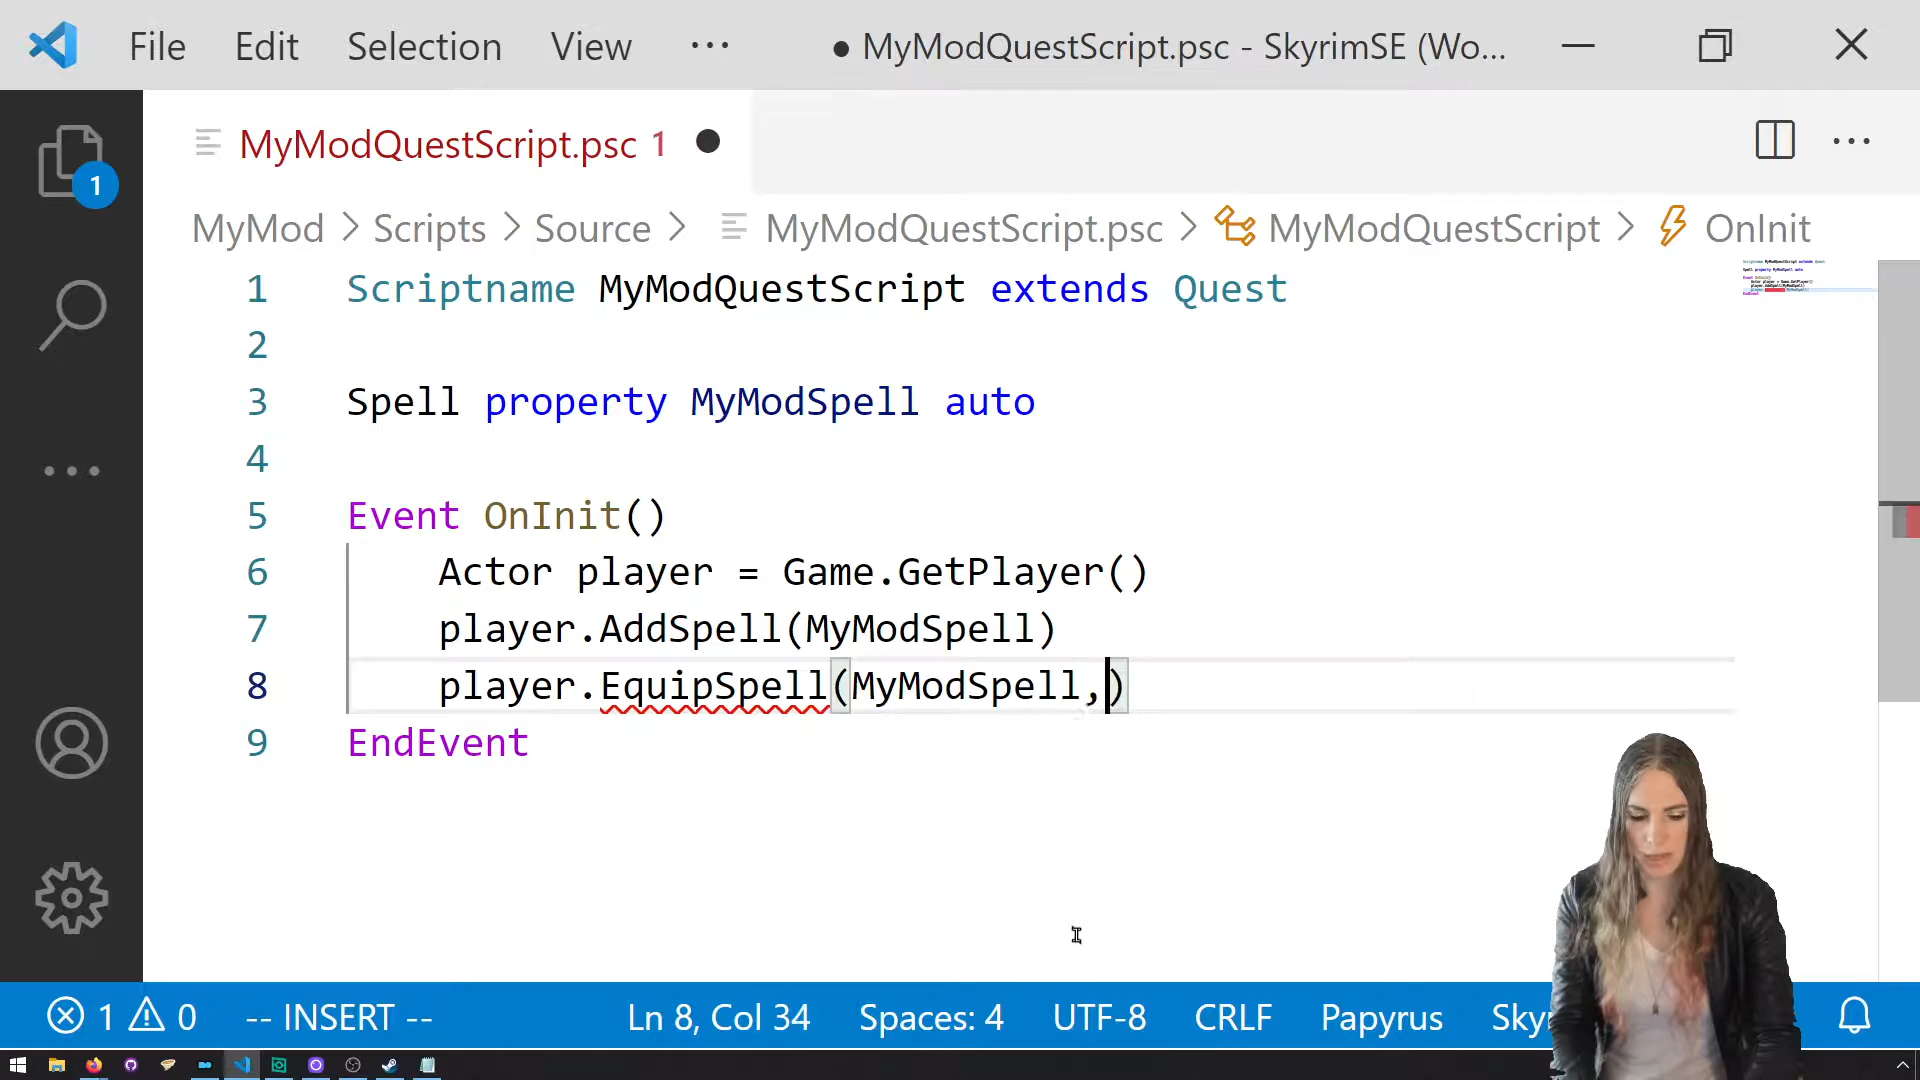 File Edit Selection View ··· ● MyModQuestScript.psc - SkyrimSE (Wo...
MyModQuestScript.psc 1 ●
1
MyMod > Scripts > Source > MyModQuestScript.psc > MyModQuestScript > OnInit
1 Scriptname MyModQuestScript extends Quest
2
3 Spell property MyModSpell auto
4
5 Event OnInit()
6 Actor player = Game.GetPlayer()
7 player.AddSpell(MyModSpell)
8 player.EquipSpell(MyModSpell,)
9 EndEvent
1 0 -- INSERT -- Ln 8, Col 34 Spaces: 4 UTF-8 CRLF Papyrus